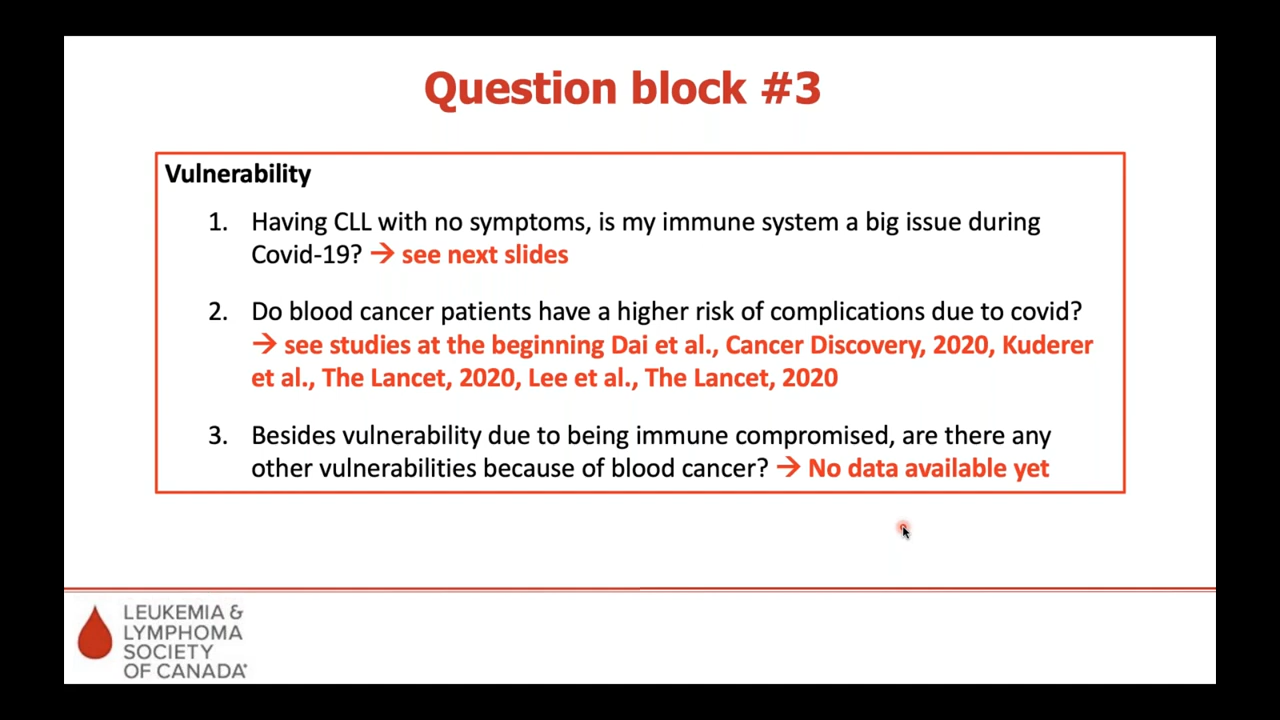 Question block #3
Vulnerability
1. Having CLL with no symptoms, is my immune system a big issue during
Covid-19? → see next slides
2. Do blood cancer patients have a higher risk of complications due to covid?
→ see studies at the beginning Dai et al., Cancer Discovery, 2020, Kuderer
et al., The Lancet, 2020, Lee et al., The Lancet, 2020
3. Besides vulnerability due to being immune compromised, are there any
other vulnerabilities because of blood cancer? → No data available yet
LEUKEMIA &
LYMPHOMA
SOCIETY
OF CANADA